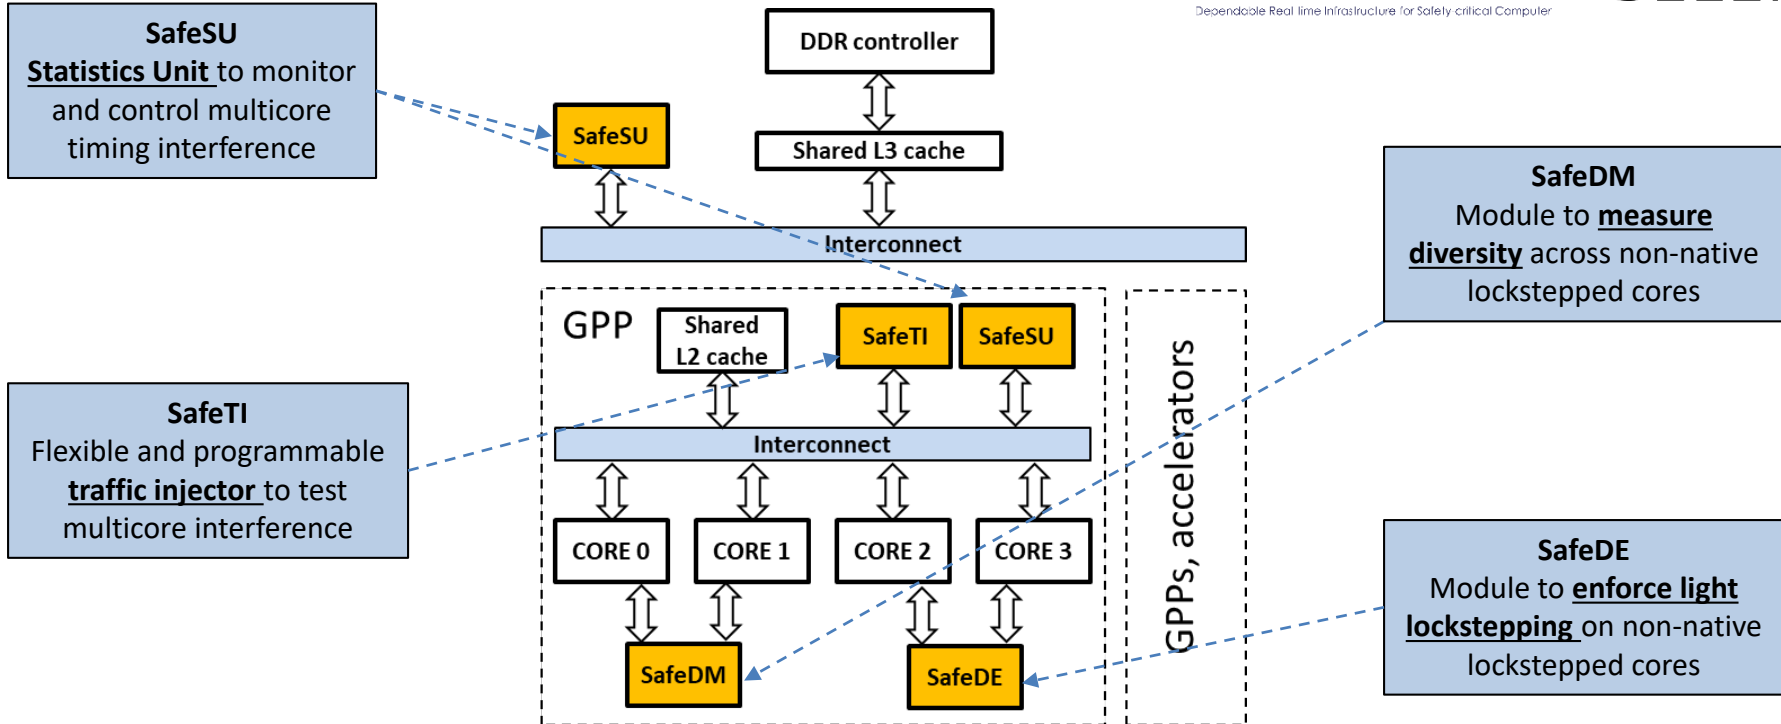 Dependable Real time Infrastructure for Safety-critical Computer
SafeSU
Statistics Unit to monitor
and control multicore
timing interference
DDR controller
SafeSU
Shared L3 cache
Interconnect
SafeDM
Module to measure
diversity across non-native
lockstepped cores
GPP
Shared
L2 cache
SafeTI
SafeSU
GPPs, accelerators
SafeTI
Flexible and programmable
traffic injector to test
multicore interference
Interconnect
CORE 0
CORE 1
CORE 2
CORE 3
SafeDE
Module to enforce light
lockstepping on non-native
lockstepped cores
SafeDM
SafeDE